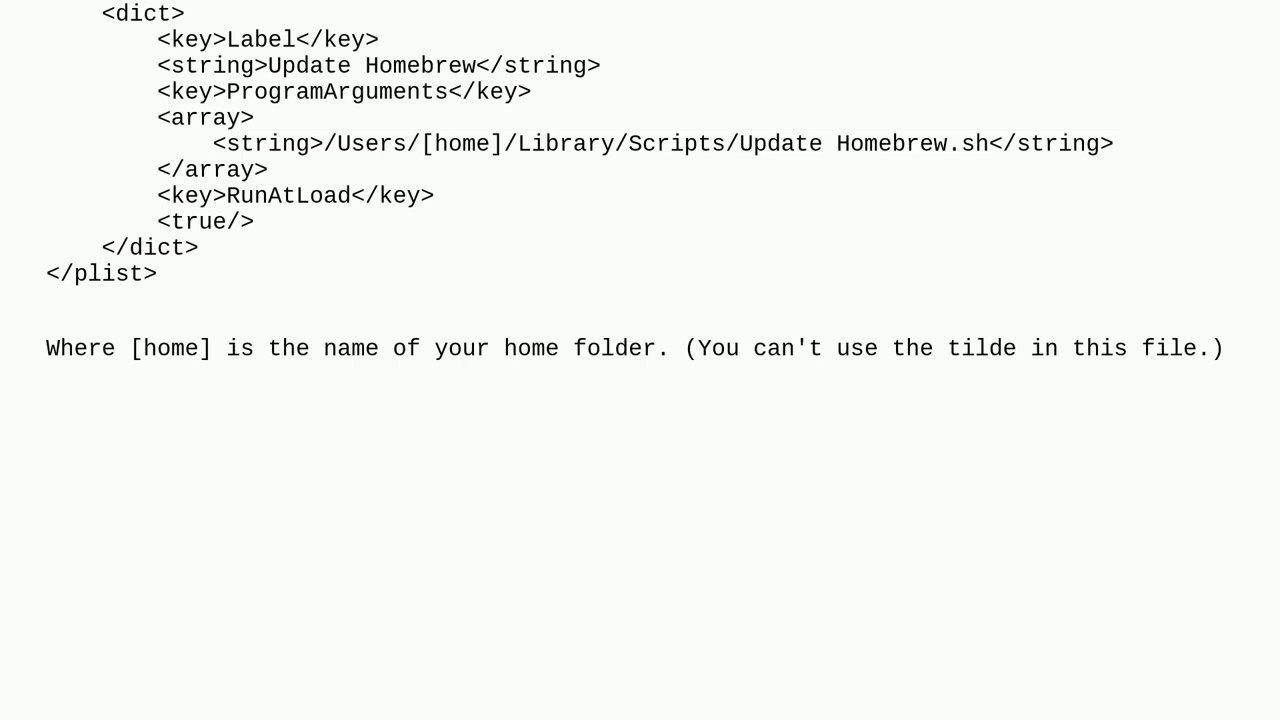 <dict>
<key>Label</key>
<string>Update Homebrew</string>
<key>ProgramArguments</key>
<array>
<string>/Users/[home]/Library/Scripts/Update Homebrew.sh</string>
</array>
<key>RunAtLoad</key>
<true/>
</dict>
</plist>
Where [home] is the name of your home folder. (You can't use the tilde in this file.)